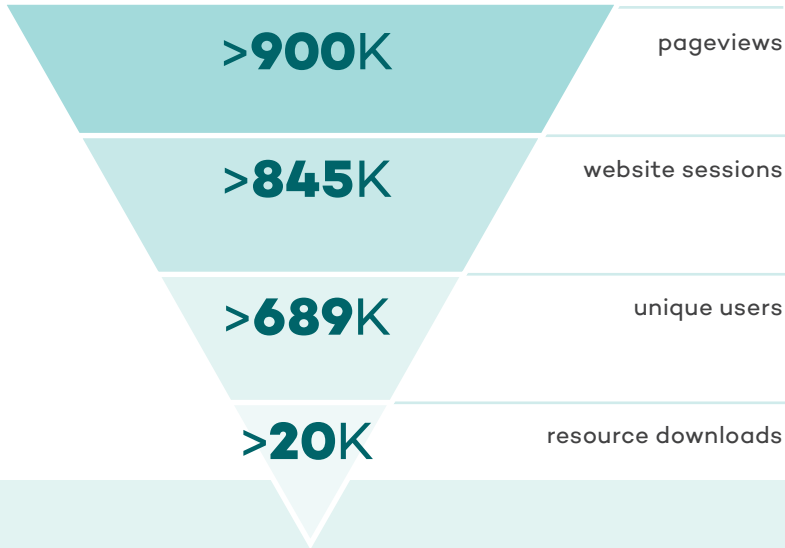 >900K
pageviews
>845K
website sessions
>689K
unique users
>20K
resource downloads